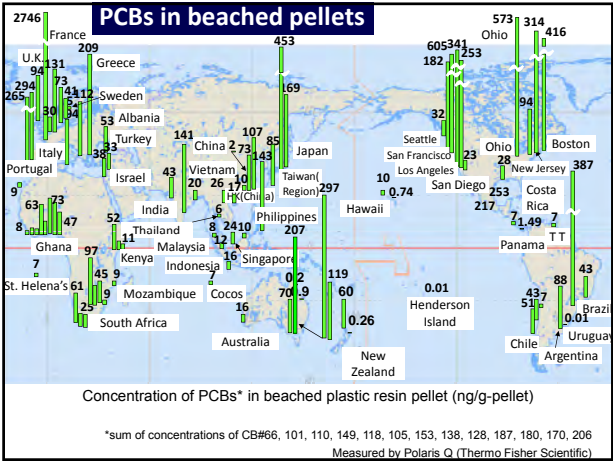 PCBs in beached pellets
2746
France
U.K.
131
209
Greece
94
294
265
73
41
5
112
Sweden
30
94
Italy
Albania
53
Turkey
33
38
Portugal
Israel
9
63
73
8
47
Ghana
52
11
Kenya
7
St. Helena's
97
61
45
25
9
9
Mozambique
South Africa
141
43
India
20
Vietnam
China
2
107
73
10
26
17
HK(China)
143
85
453
169
Japan
Taiwan(
Region)
Thailand
6
Philippines
8
Malaysia
12
24
10
Indonesia
16
Singapore
7
Cocos
16
Australia
207
0.2
70
0.9
297
119
60
0.26
New
Zealand
10
0.74
Hawaii
0.01
Henderson
Island
605
341
182
253
32
Seattle
San Francisco
Los Angeles
23
San Diego
573
Ohio
314
416
94
Ohio
Boston
New Jersey
28
253
217
Costa
Rica
387
7
1.49
7
Panama
T T
43
Brazil
88
43
51
7
0.01
Uruguay
Chile
Argentina
Concentration of PCBs* in beached plastic resin pellet (ng/g-pellet)
*sum of concentrations of CB#66, 101, 110, 149, 118, 105, 153, 138, 128, 187, 180, 170, 206
Measured by Polaris Q (Thermo Fisher Scientific)